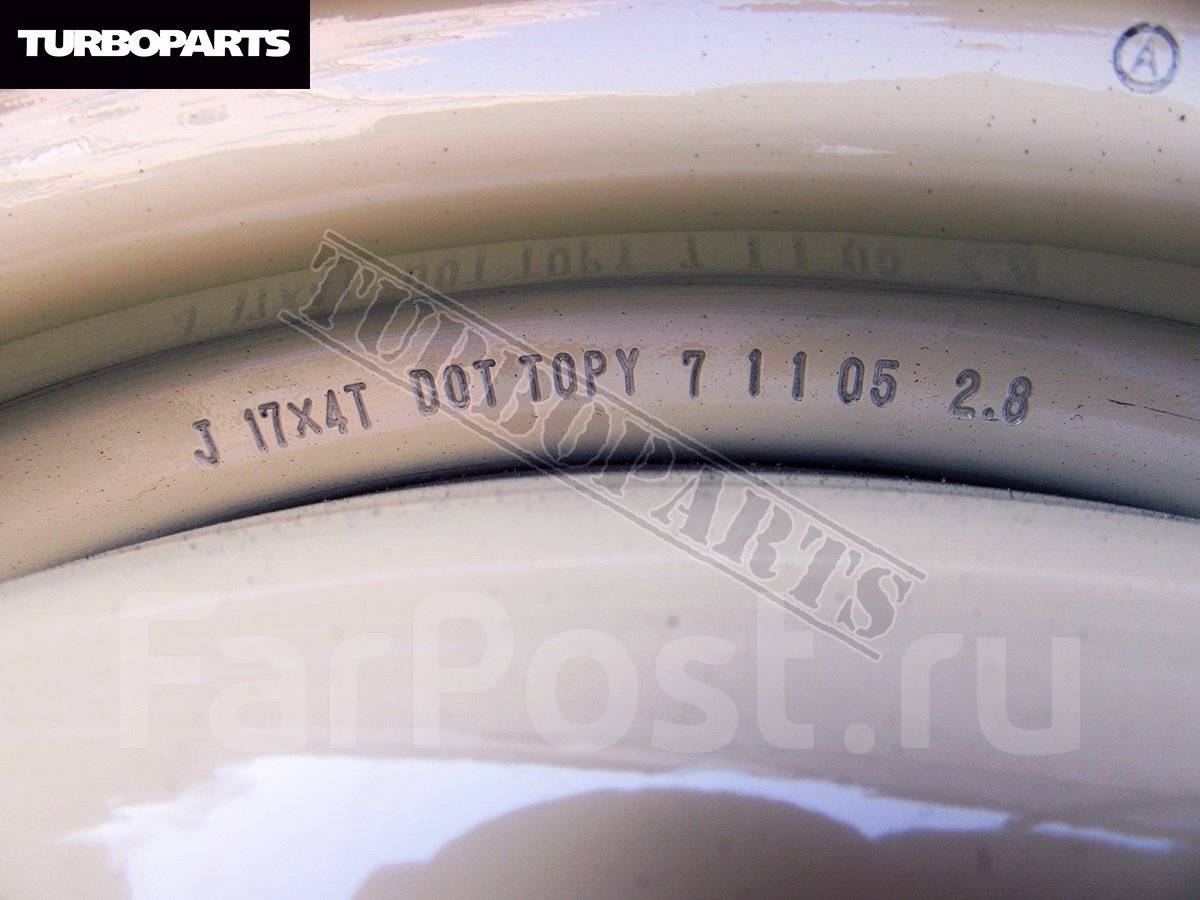 TURBOPARTS
A
J 17X4T DOT TOPY 7 11 05 2.8
TURBOPARTS
FarPost.ru